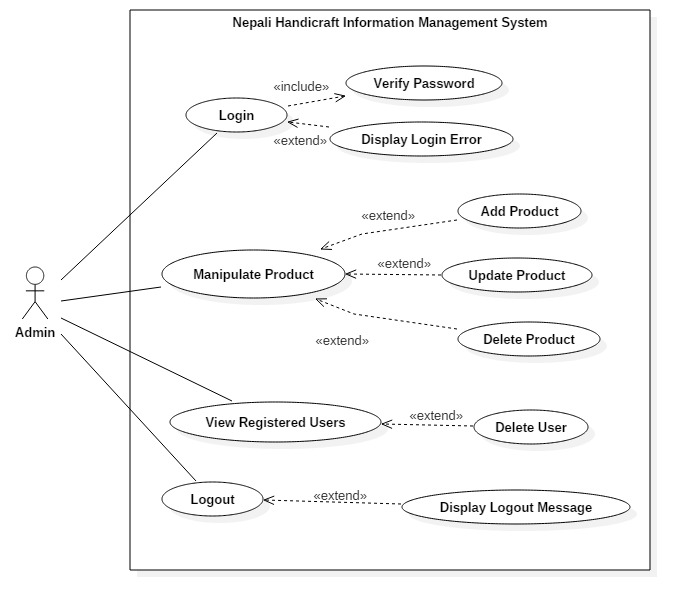 Nepali Handicraft Information Management System
«include»
Verify Password
Login
Display Login Error
«extend»
Add Product
«extend»
«extend»
Manipulate Product
Update Product
Admin
Delete Product
«extend»
View Registered Users
«extend»
Delete User
Logout
«extend»
Display Logout Message